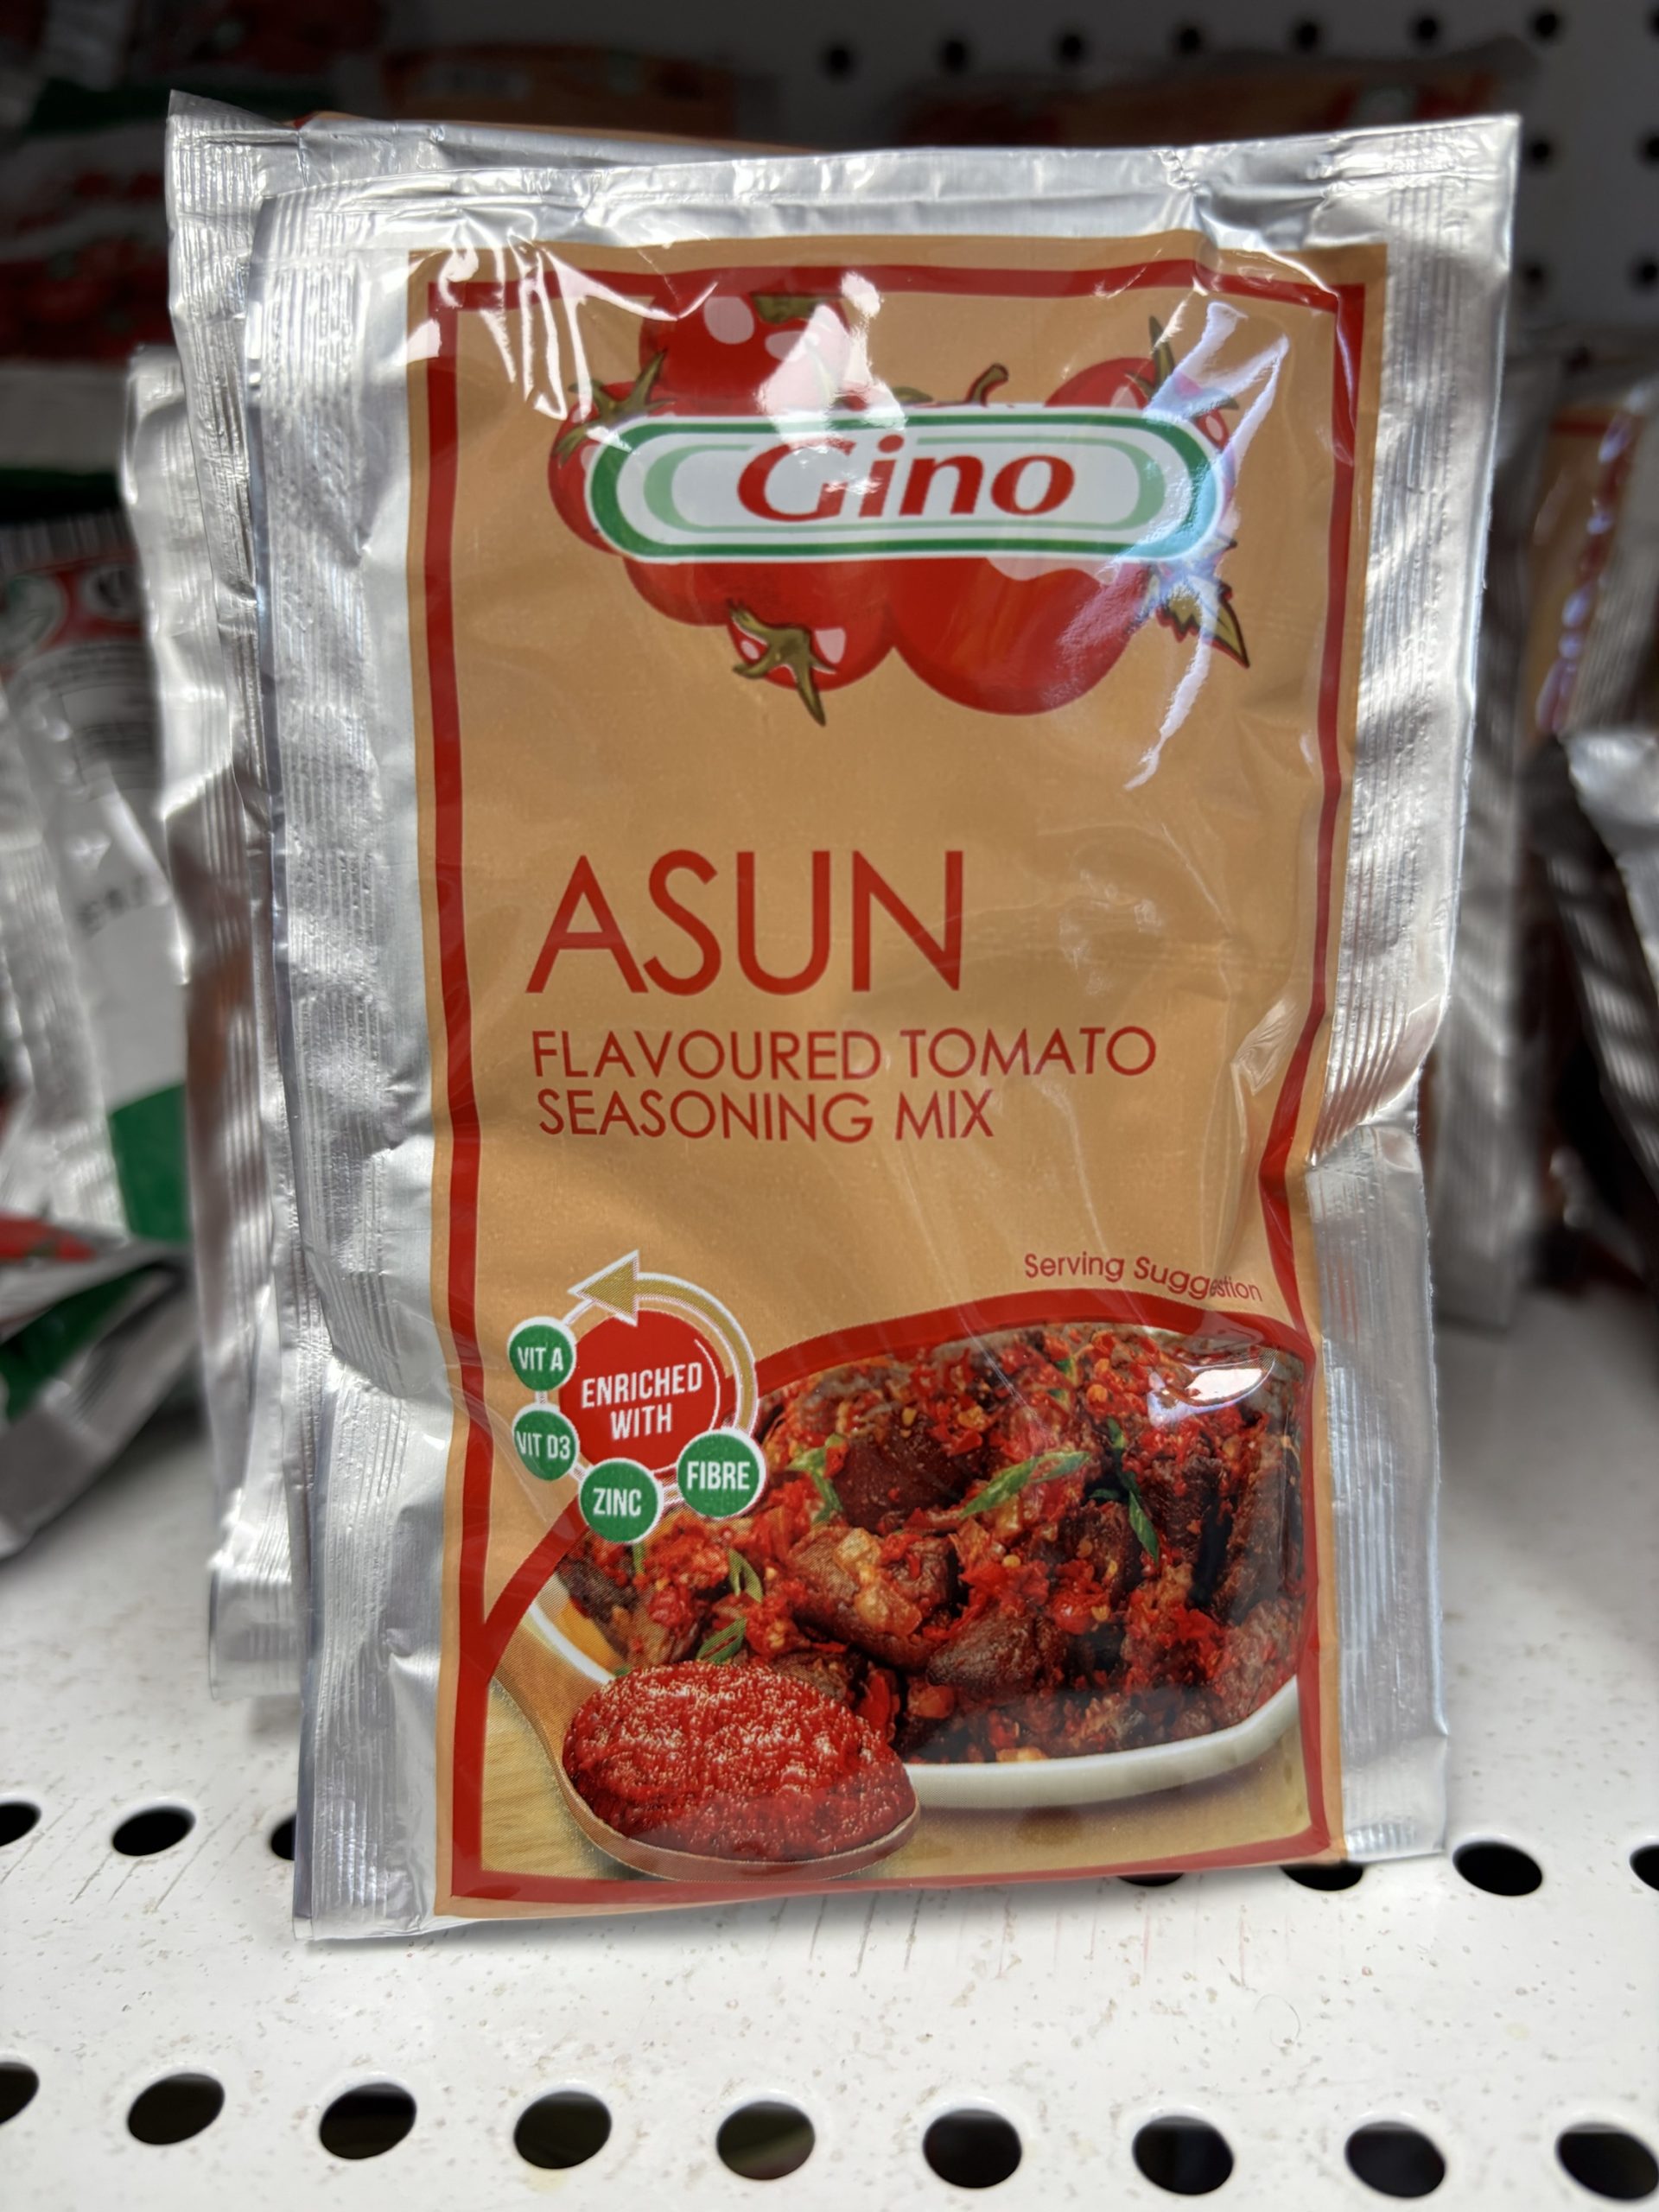 Gino
ASUN
FLAVOURED TOMATO
SEASONING MIX
Serving Suggestion
VIT A
ENRICHED
WITH
VIT D3
ZINC
FIBRE